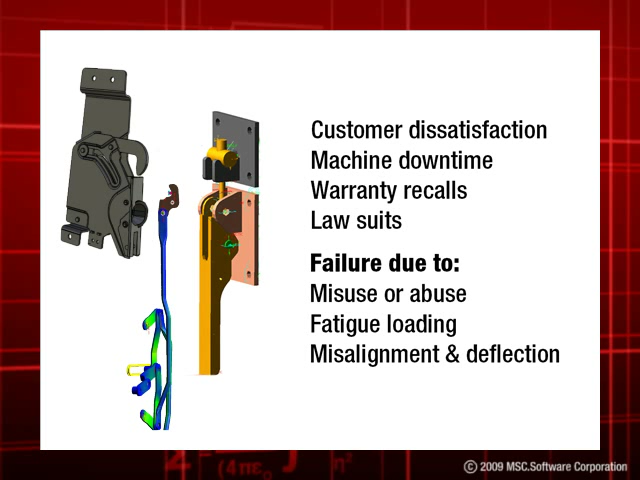 Customer dissatisfaction
Machine downtime
Warranty recalls
Law suits
Failure due to:
Misuse or abuse
Fatigue loading
Misalignment & deflection
© 2009 MSC.Software Corporation